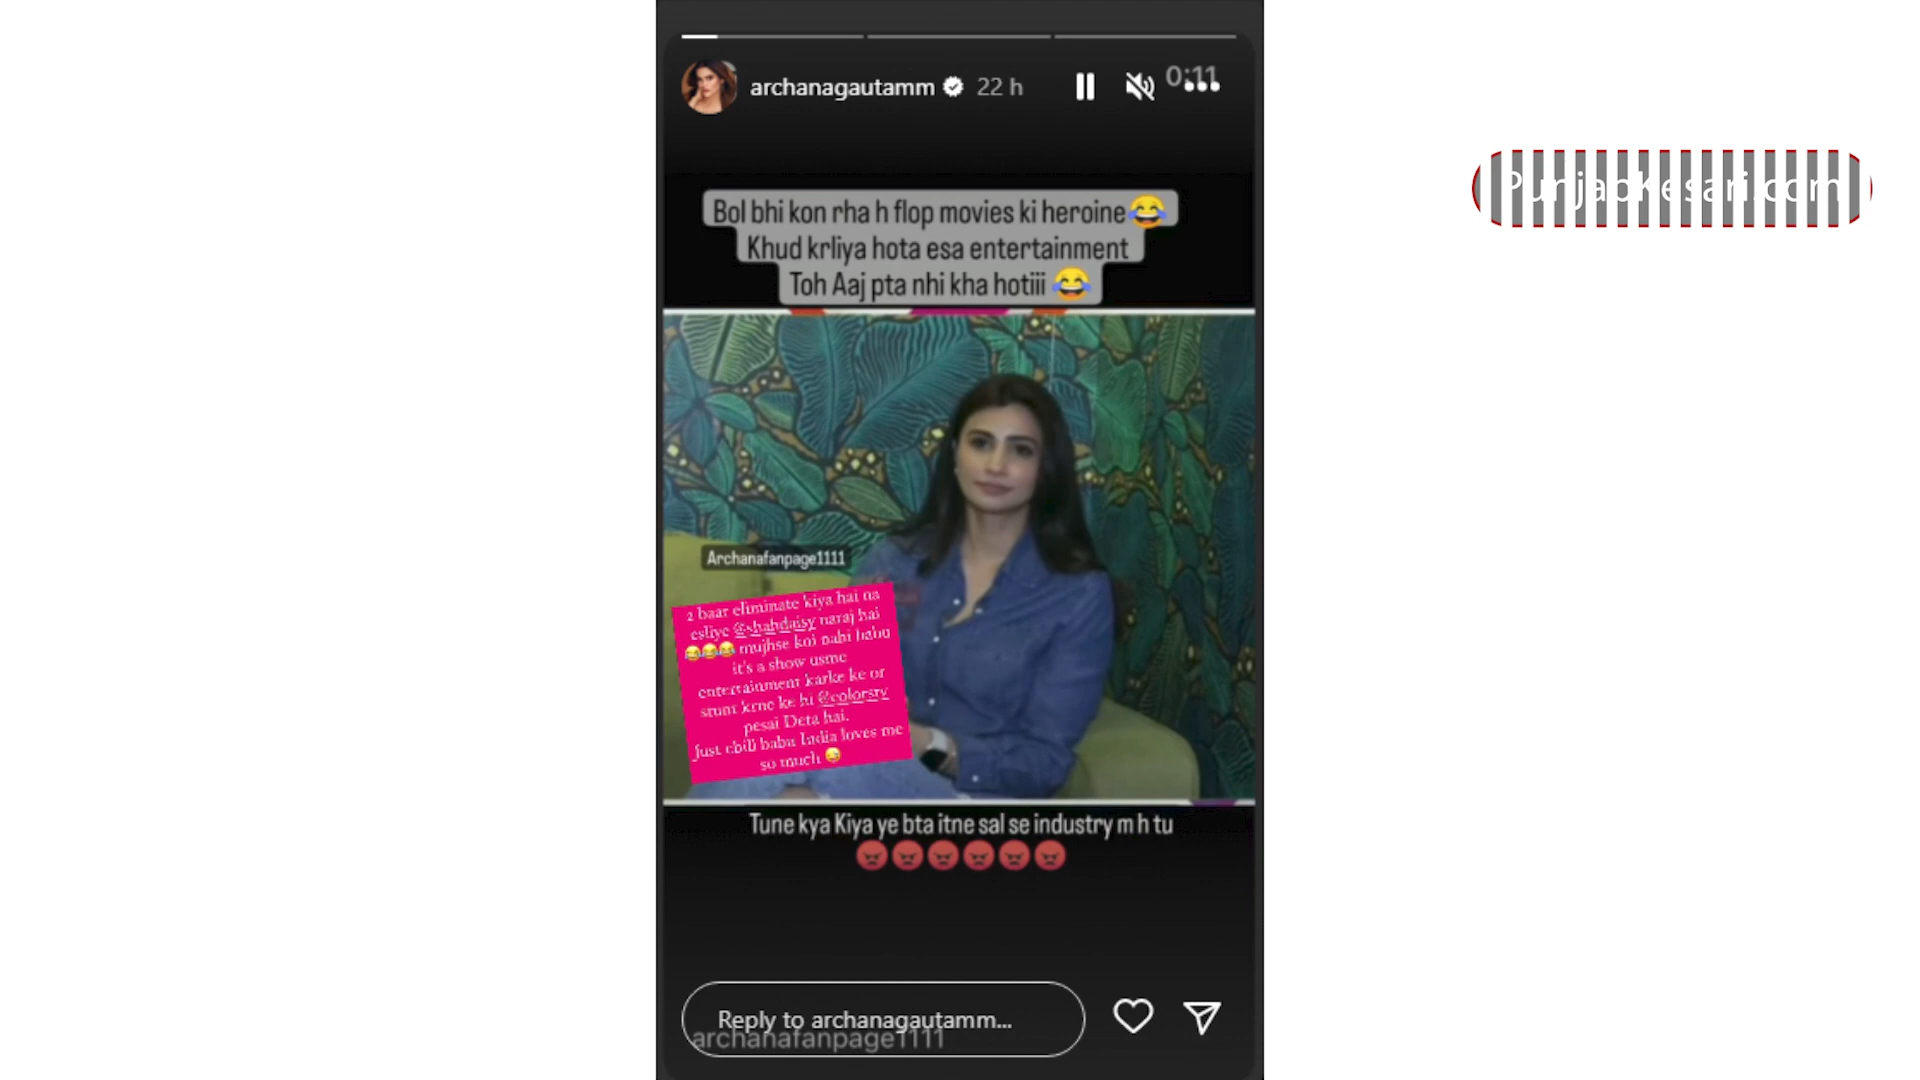 archanagautamm 22 h
0:11
PunjabKesari.com
Bol bhi kon rha h flop movies ki heroine😂
Khud krliya hota esa entertainment
Toh Aaj pta nhi kha hotiii 😂
Archanafanpage1111
2 baar eliminate kiya hai na
esliye @shahdaisy naraj hai
😂😂😂 mujhse koi nahi babu
it's a show usme
entertainment karke ke or
stunt krne ke hi @colorstv
pesai Deta hai.
Just chill babu India loves me
so much 😂
Tune kya Kiya ye bta itne sal se industry m h tu
😡😡😡😡😡😡
Reply to archanagautamm...
archanafanpage1111